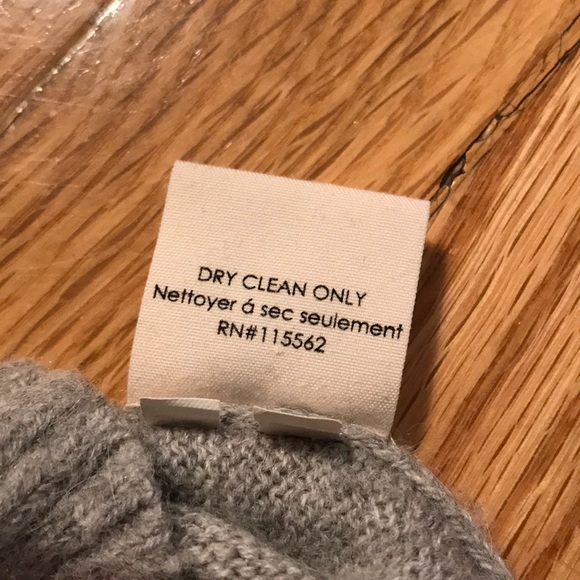 DRY CLEAN ONLY
Nettoyer á sec seulement
RN#115562